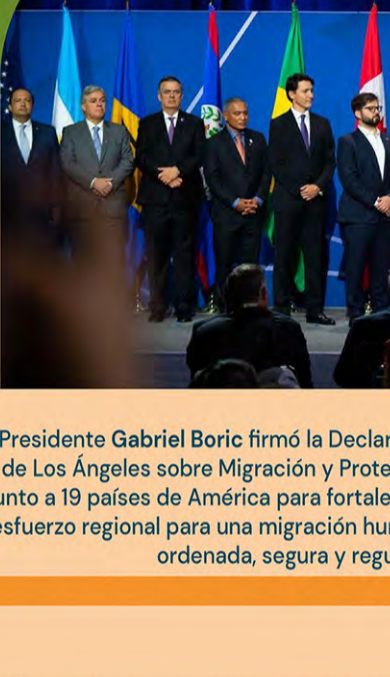 Presidente Gabriel Boric firmó la Declar
de Los Ángeles sobre Migración y Prote
unto a 19 países de América para fortale
esfuerzo regional para una migración hu
ordenada, segura y regu